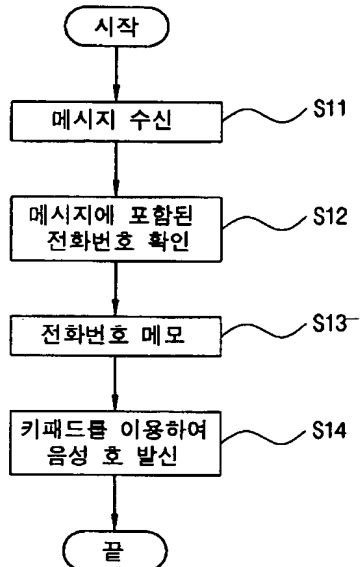 시작
메시지 수신
S11
메시지에 포함된
전화번호 확인
S12
전화번호 메모
S13
키패드를 이용하여
음성 호 발신
S14
끝